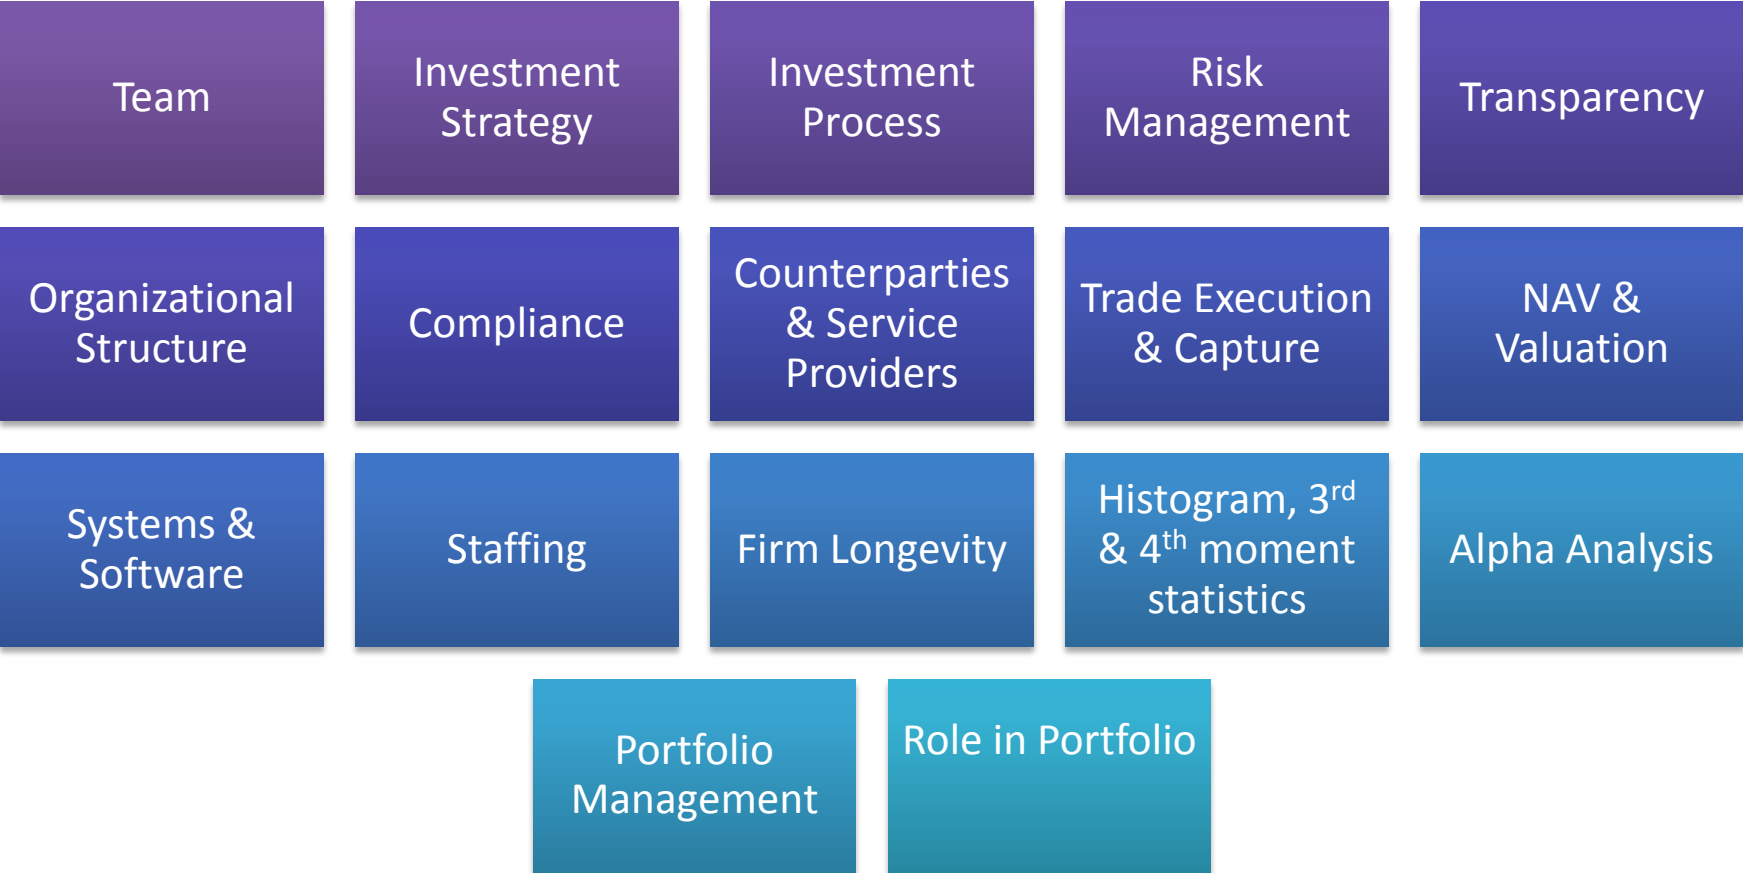 Team
Investment
Strategy
Investment
Process
Risk
Management
Transparency
Organizational
Structure
Compliance
Counterparties
& Service
Providers
Trade Execution
& Capture
NAV &
Valuation
Systems &
Software
Staffing
Firm Longevity
Histogram, 3rd
& 4th moment
statistics
Alpha Analysis
Portfolio
Management
Role in Portfolio